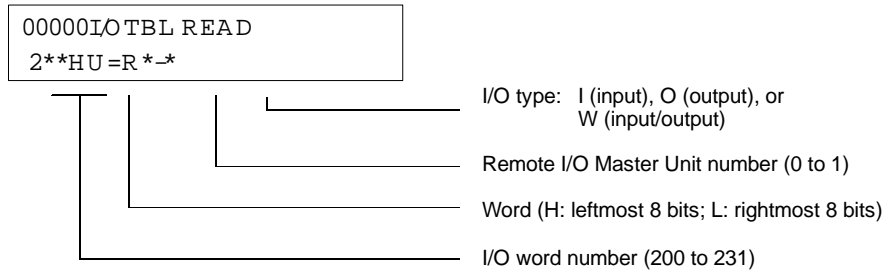 00000I/OTBL READ
2**HU=R*-*
I/O type: I (input), O (output), or
W (input/output)
Remote I/O Master Unit number (0 to 1)
Word (H: leftmost 8 bits; L: rightmost 8 bits)
I/O word number (200 to 231)